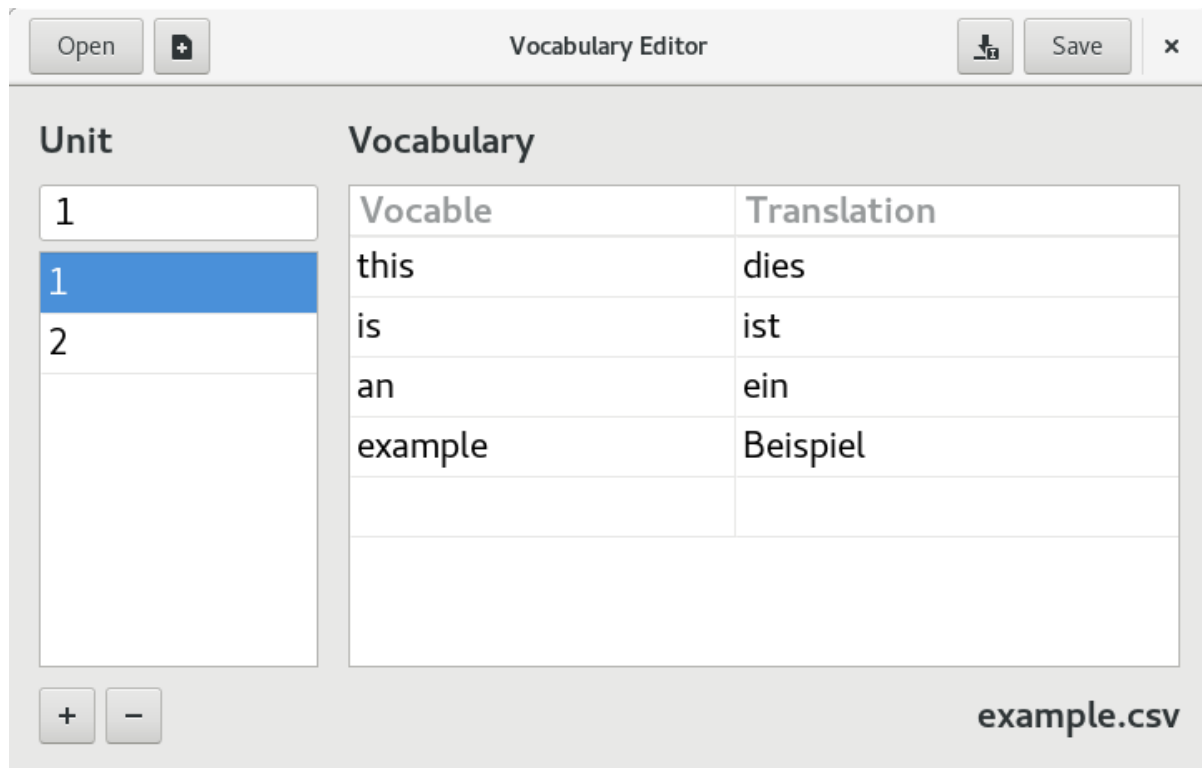 Open Vocabulary Editor Save ×
Unit Vocabulary
1 Vocable Translation
1 this dies
2 is ist
an ein
example Beispiel
+ − example.csv